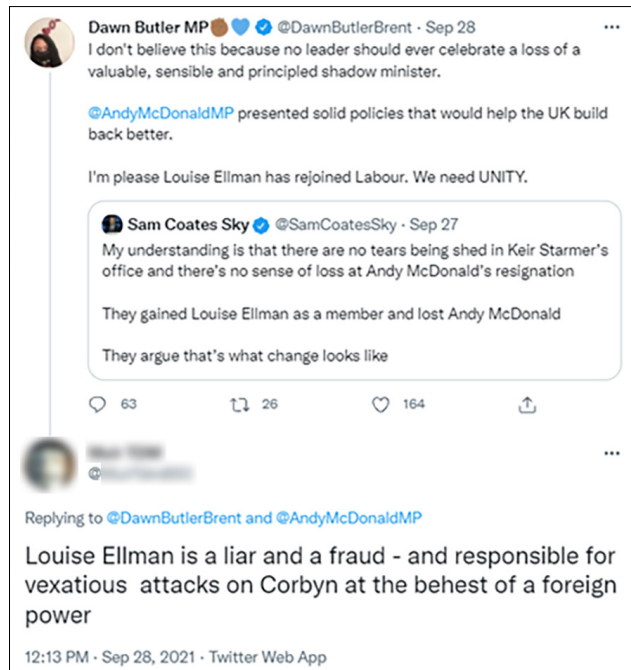 Dawn Butler MP @DawnButlerBrent · Sep 28
I don't believe this because no leader should ever celebrate a loss of a
valuable, sensible and principled shadow minister.
@AndyMcDonaldMP presented solid policies that would help the UK build
back better.
I'm please Louise Ellman has rejoined Labour. We need UNITY.
Sam Coates Sky @SamCoatesSky · Sep 27
My understanding is that there are no tears being shed in Keir Starmer's
office and there's no sense of loss at Andy McDonald's resignation
They gained Louise Ellman as a member and lost Andy McDonald
They argue that's what change looks like
63 26 164
@
Replying to @DawnButlerBrent and @AndyMcDonaldMP
Louise Ellman is a liar and a fraud - and responsible for
vexatious attacks on Corbyn at the behest of a foreign
power
12:13 PM · Sep 28, 2021 · Twitter Web App